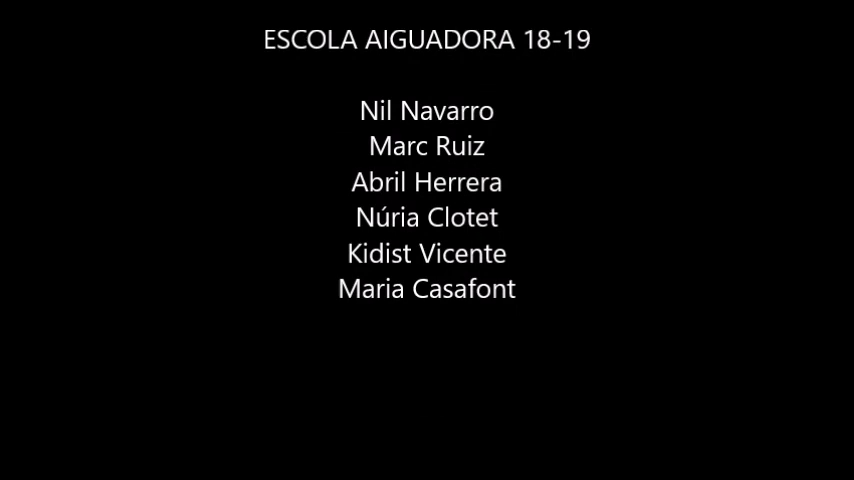 ESCOLA AIGUADORA 18-19
Nil Navarro
Marc Ruiz
Abril Herrera
Núria Clotet
Kidist Vicente
Maria Casafont